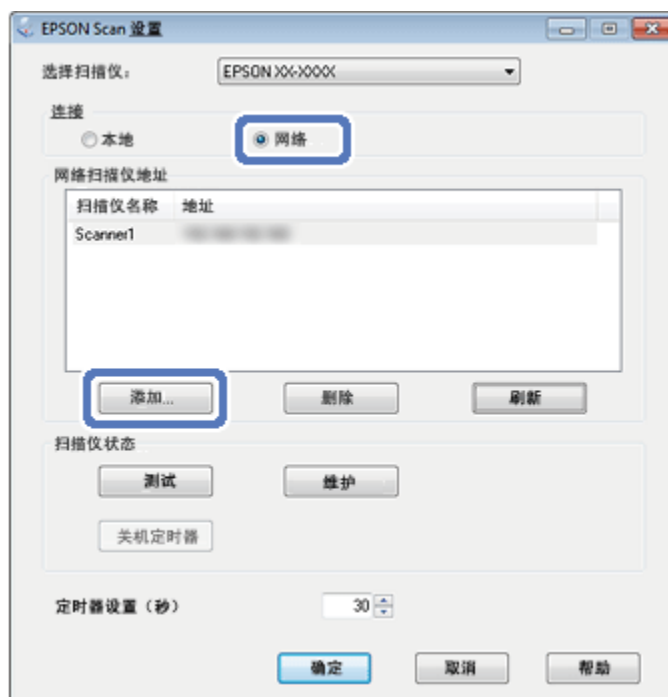 EPSON Scan 设置
选择扫描仪: EPSON XX-XXXX
连接
本地 网络
网络扫描仪地址
扫描仪名称 地址
Scanner1
添加... 删除 刷新
扫描仪状态
测试 维护
关机定时器
定时器设置（秒） 30
确定 取消 帮助